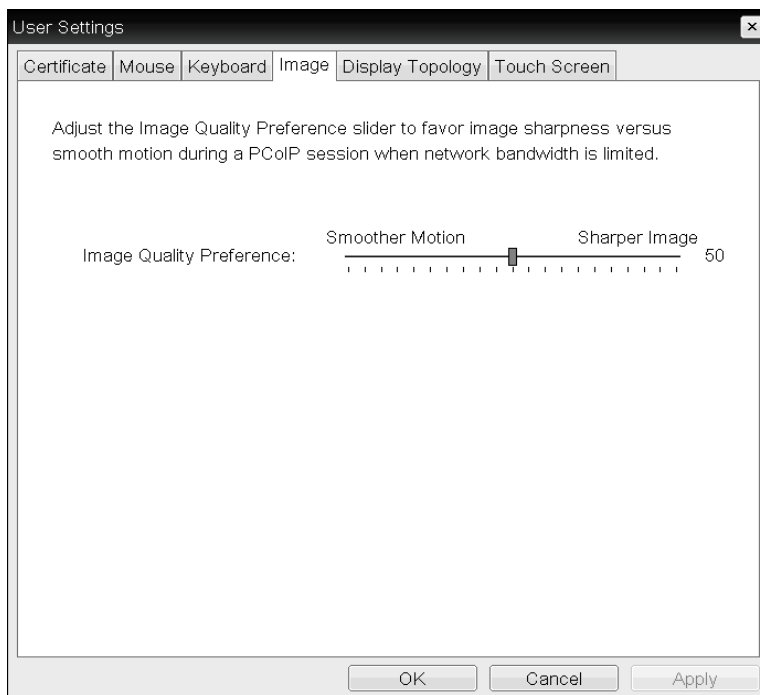 User Settings
Certificate Mouse Keyboard Image Display Topology Touch Screen
Adjust the Image Quality Preference slider to favor image sharpness versus
smooth motion during a PCoIP session when network bandwidth is limited.
Smoother Motion Sharper Image
Image Quality Preference: 50
OK Cancel Apply